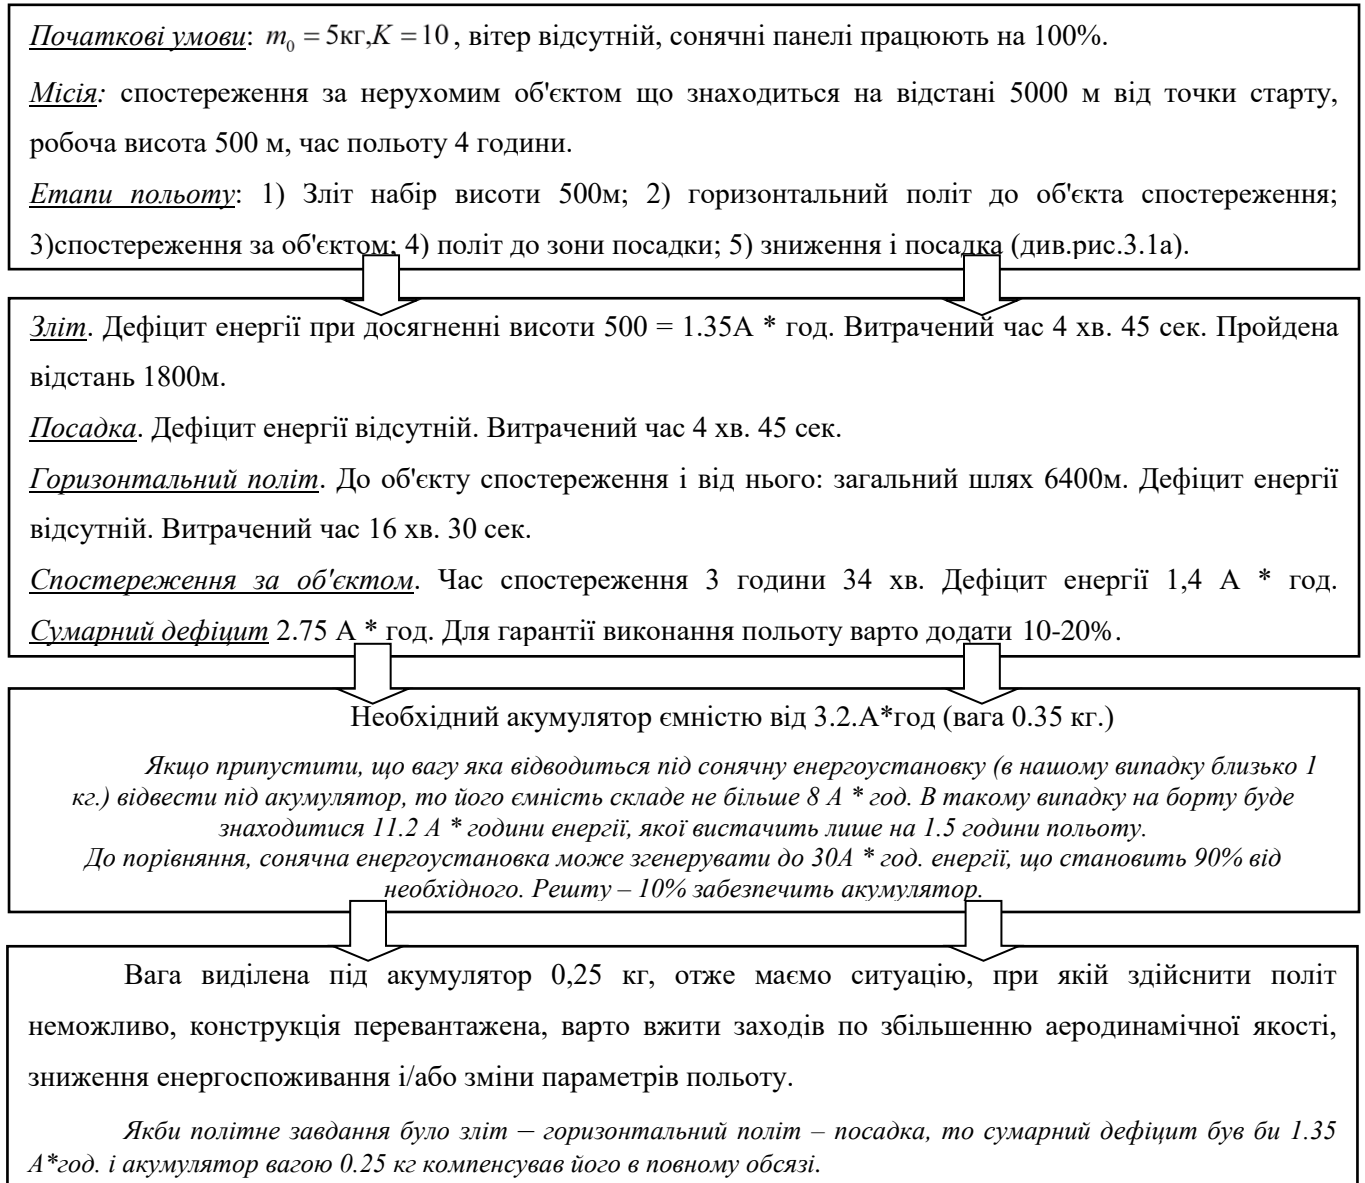 Початкові умови: m₀ = 5кг,K = 10 , вітер відсутній, сонячні панелі працюють на 100%.
Місія: спостереження за нерухомим об'єктом що знаходиться на відстані 5000 м від точки старту,
робоча висота 500 м, час польоту 4 години.
Етапи польоту: 1) Зліт набір висоти 500м; 2) горизонтальний політ до об'єкта спостереження;
3)спостереження за об'єктом; 4) політ до зони посадки; 5) зниження і посадка (див.рис.3.1а).
Зліт. Дефіцит енергії при досягненні висоти 500 = 1.35А * год. Витрачений час 4 хв. 45 сек. Пройдена
відстань 1800м.
Посадка. Дефіцит енергії відсутній. Витрачений час 4 хв. 45 сек.
Горизонтальний політ. До об'єкту спостереження і від нього: загальний шлях 6400м. Дефіцит енергії
відсутній. Витрачений час 16 хв. 30 сек.
Спостереження за об'єктом. Час спостереження 3 години 34 хв. Дефіцит енергії 1,4 А * год.
Сумарний дефіцит 2.75 А * год. Для гарантії виконання польоту варто додати 10-20%.
Необхідний акумулятор ємністю від 3.2.А*год (вага 0.35 кг.)
Якщо припустити, що вагу яка відводиться під сонячну енергоустановку (в нашому випадку близько 1
кг.) відвести під акумулятор, то його ємність складе не більше 8 А * год. В такому випадку на борту буде
знаходитися 11.2 А * години енергії, якої вистачить лише на 1.5 години польоту.
До порівняння, сонячна енергоустановка може згенерувати до 30А * год. енергії, що становить 90% від
необхідного. Решту – 10% забезпечить акумулятор.
Вага виділена під акумулятор 0,25 кг, отже маємо ситуацію, при якій здійснити політ
неможливо, конструкція перевантажена, варто вжити заходів по збільшенню аеродинамічної якості,
зниження енергоспоживання і/або зміни параметрів польоту.
Якби політне завдання було зліт – горизонтальний політ – посадка, то сумарний дефіцит був би 1.35
А*год. і акумулятор вагою 0.25 кг компенсував його в повному обсязі.